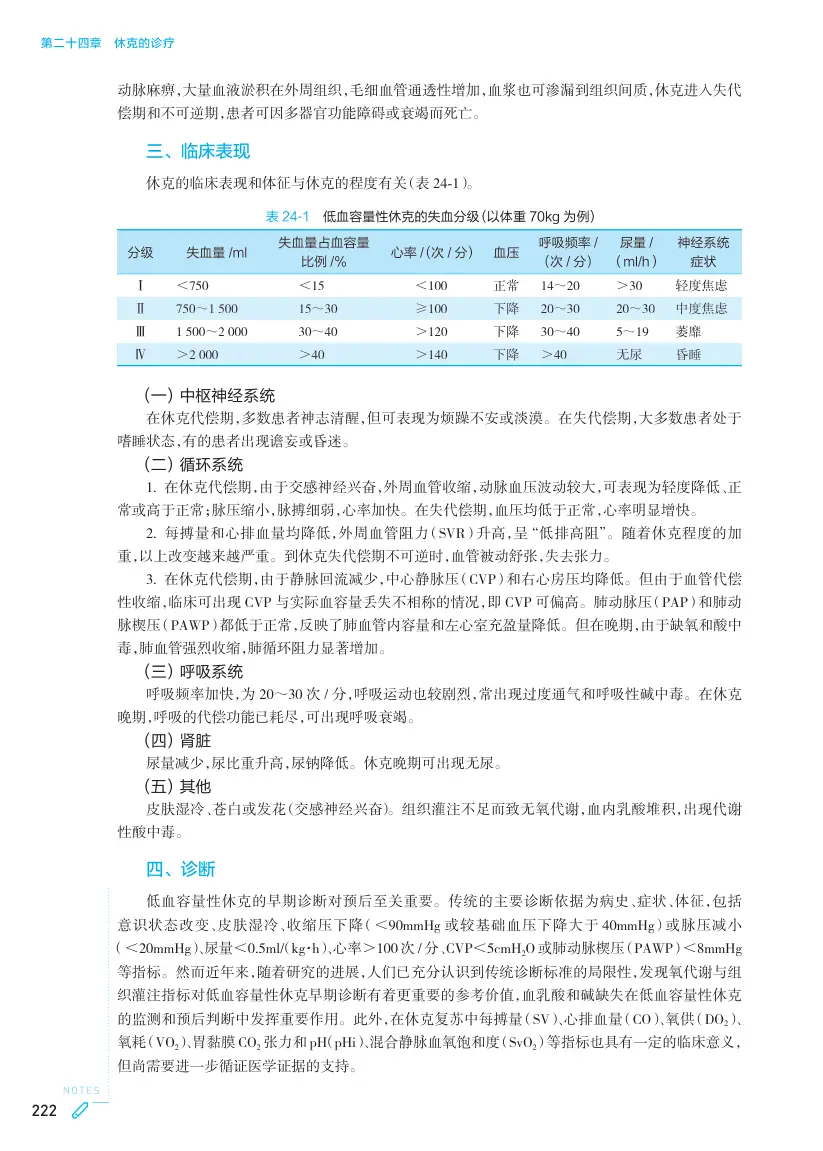 第二十四章 休克的诊疗
动脉麻痹,大量血液淤积在外周组织,毛细血管通透性增加,血浆也可渗漏到组织间质,休克进入失代
偿期和不可逆期,患者可因多器官功能障碍或衰竭而死亡。
三、临床表现
休克的临床表现和体征与休克的程度有关(表 24-1)。
表 24-1 低血容量性休克的失血分级(以体重 70kg 为例)
分级 失血量 /ml 失血量占血容量比例 /% 心率 /(次 / 分) 血压 呼吸频率 /(次 / 分) 尿量 /(ml/h) 神经系统症状
Ⅰ <750 <15 <100 正常 14~20 >30 轻度焦虑
Ⅱ 750~1 500 15~30 ≥100 下降 20~30 20~30 中度焦虑
Ⅲ 1 500~2 000 30~40 >120 下降 30~40 5~19 萎靡
Ⅳ >2 000 >40 >140 下降 >40 无尿 昏睡
(一)中枢神经系统
在休克代偿期,多数患者神志清醒,但可表现为烦躁不安或淡漠。在失代偿期,大多数患者处于
嗜睡状态,有的患者出现谵妄或昏迷。
(二)循环系统
1. 在休克代偿期,由于交感神经兴奋,外周血管收缩,动脉血压波动较大,可表现为轻度降低、正
常或高于正常;脉压缩小,脉搏细弱,心率加快。在失代偿期,血压均低于正常,心率明显增快。
2. 每搏量和心排血量均降低,外周血管阻力(SVR)升高,呈 “低排高阻”。随着休克程度的加
重,以上改变越来越严重。到休克失代偿期不可逆时,血管被动舒张,失去张力。
3. 在休克代偿期,由于静脉回流减少,中心静脉压(CVP)和右心房压均降低。但由于血管代偿
性收缩,临床可出现 CVP 与实际血容量丢失不相称的情况,即 CVP 可偏高。肺动脉压(PAP)和肺动
脉楔压(PAWP)都低于正常,反映了肺血管内容量和左心室充盈量降低。但在晚期,由于缺氧和酸中
毒,肺血管强烈收缩,肺循环阻力显著增加。
(三)呼吸系统
呼吸频率加快,为 20~30 次 / 分,呼吸运动也较剧烈,常出现过度通气和呼吸性碱中毒。在休克
晚期,呼吸的代偿功能已耗尽,可出现呼吸衰竭。
(四)肾脏
尿量减少,尿比重升高,尿钠降低。休克晚期可出现无尿。
(五)其他
皮肤湿冷、苍白或发花(交感神经兴奋)。组织灌注不足而致无氧代谢,血内乳酸堆积,出现代谢
性酸中毒。
四、诊断
低血容量性休克的早期诊断对预后至关重要。传统的主要诊断依据为病史、症状、体征,包括
意识状态改变、皮肤湿冷、收缩压下降(<90mmHg 或较基础血压下降大于 40mmHg)或脉压减小
(<20mmHg)、尿量<0.5ml/(kg·h)、心率>100 次 / 分、CVP<5cmH₂O 或肺动脉楔压(PAWP)<8mmHg
等指标。然而近年来,随着研究的进展,人们已充分认识到传统诊断标准的局限性,发现氧代谢与组
织灌注指标对低血容量性休克早期诊断有着更重要的参考价值,血乳酸和碱缺失在低血容量性休克
的监测和预后判断中发挥重要作用。此外,在休克复苏中每搏量(SV)、心排血量(CO)、氧供(DO₂)、
氧耗(VO₂)、胃黏膜 CO₂ 张力和 pH(pHi)、混合静脉血氧饱和度(SvO₂)等指标也具有一定的临床意义,
但尚需要进一步循证医学证据的支持。
NOTES
222